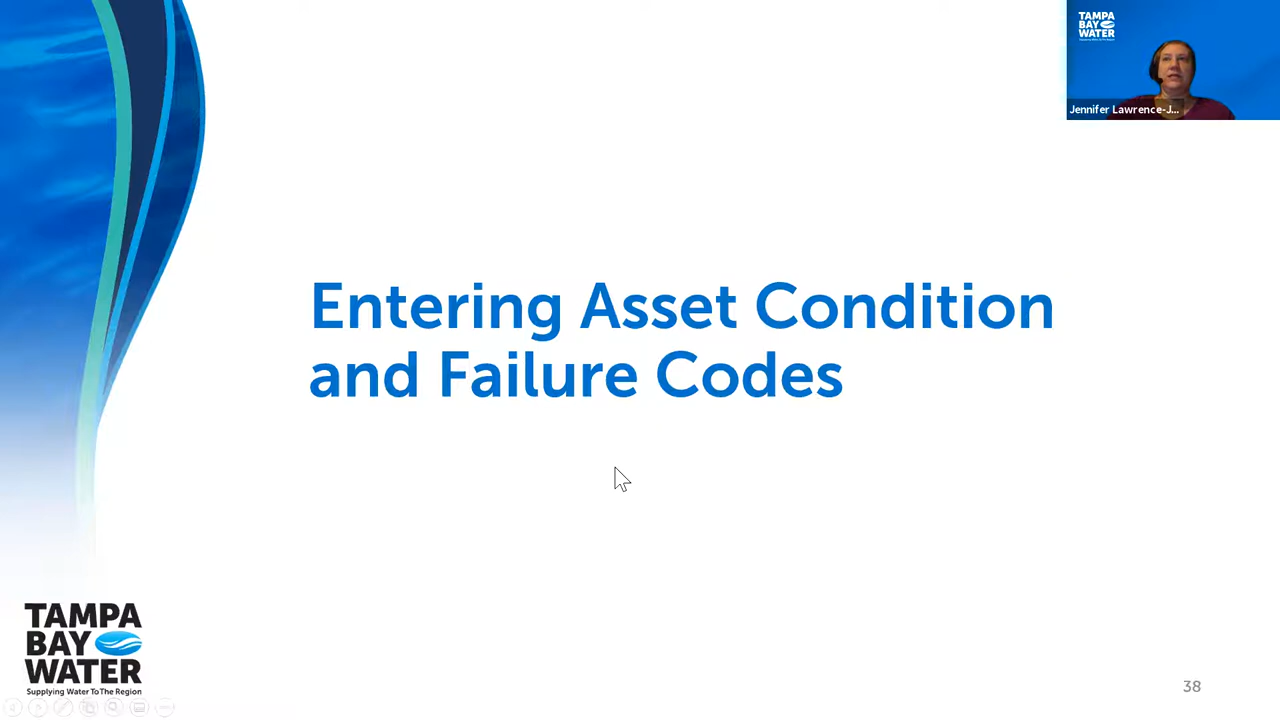 TAMPA
BAY
WATER
Jennifer Lawrence-J...
Entering Asset Condition
and Failure Codes
TAMPA
BAY
WATER
Supplying Water To The Region
38